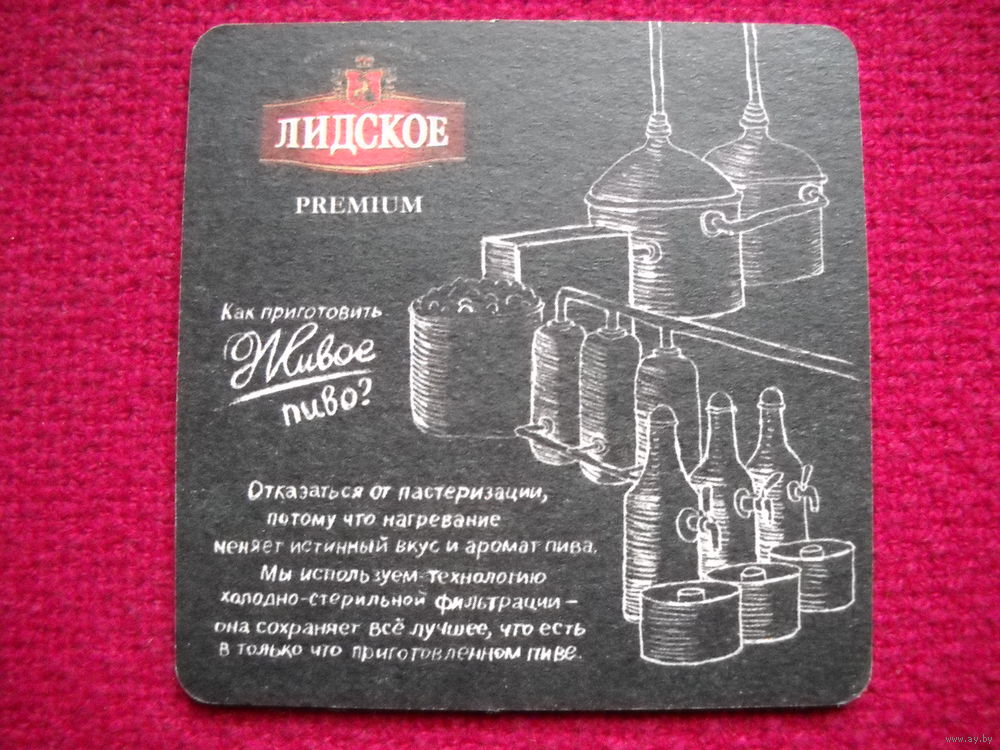 ЛИДСКОЕ
PREMIUM
Как приготовить
Живое
пиво?
Отказаться от пастеризации,
потому что нагревание
меняет истинный вкус и аромат пива.
Мы используем технологию
холодно-стерильной фильтрации –
она сохраняет всё лучшее, что есть
в только что приготовленном пиве.
www.ay.by